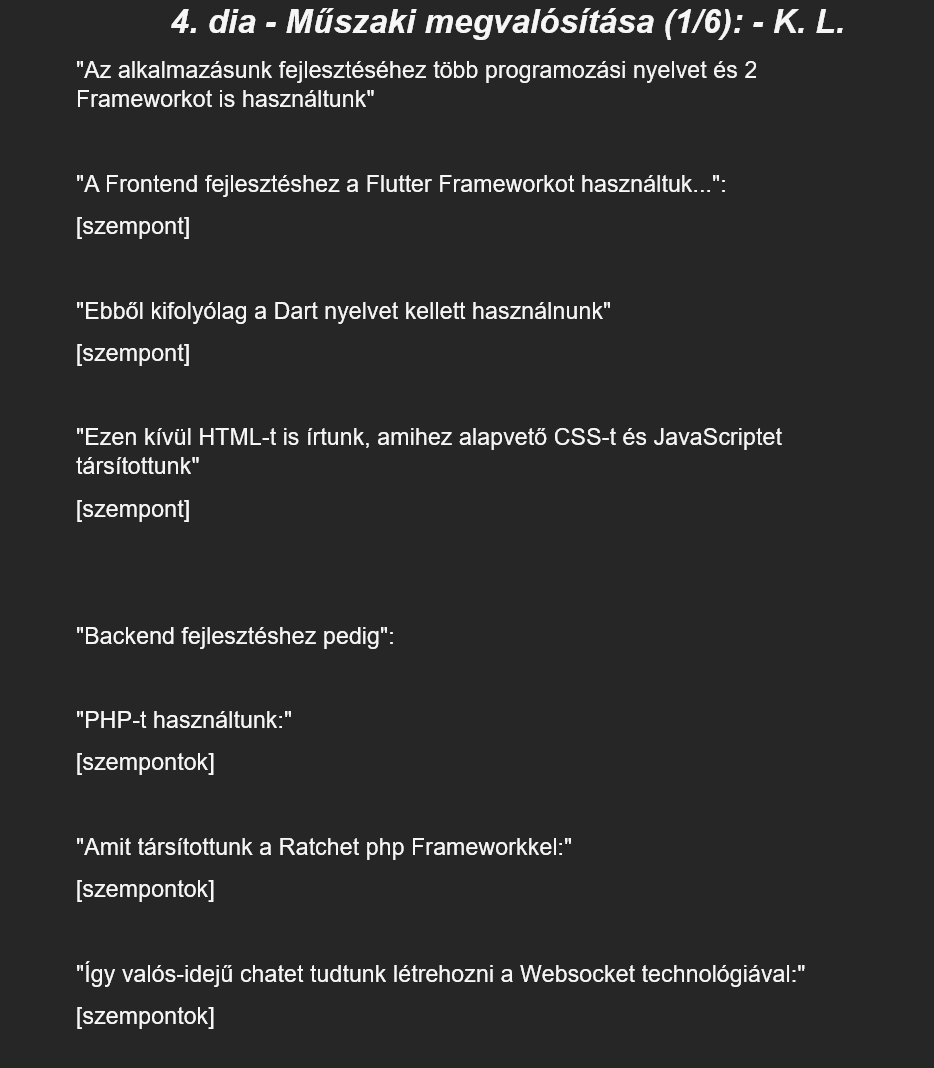 4. dia - Műszaki megvalósítása (1/6): - K. L.
"Az alkalmazásunk fejlesztéséhez több programozási nyelvet és 2
Frameworkot is használtunk"
"A Frontend fejlesztéshez a Flutter Frameworkot használtuk...":
[szempont]
"Ebből kifolyólag a Dart nyelvet kellett használnunk"
[szempont]
"Ezen kívül HTML-t is írtunk, amihez alapvető CSS-t és JavaScriptet
társítottunk"
[szempont]
"Backend fejlesztéshez pedig":
"PHP-t használtunk:"
[szempontok]
"Amit társítottunk a Ratchet php Frameworkkel:"
[szempontok]
"Így valós-idejű chatet tudtunk létrehozni a Websocket technológiával:"
[szempontok]